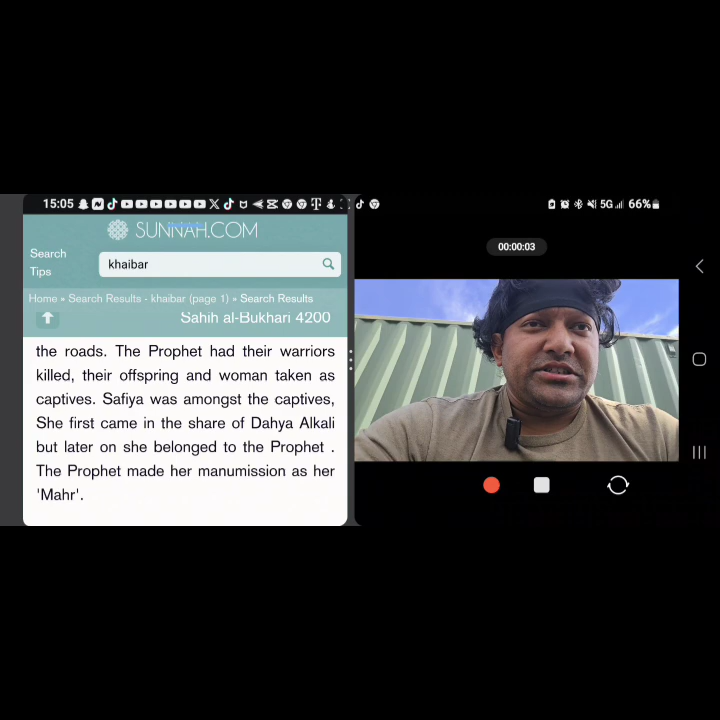 15:05
5G 66%
SUNNAH.COM
Search
Tips
khaibar
00:00:03
Home » Search Results - khaibar (page 1) » Search Results
Sahih al-Bukhari 4200
the roads. The Prophet had their warriors
killed, their offspring and woman taken as
captives. Safiya was amongst the captives,
She first came in the share of Dahya Alkali
but later on she belonged to the Prophet .
The Prophet made her manumission as her
'Mahr'.